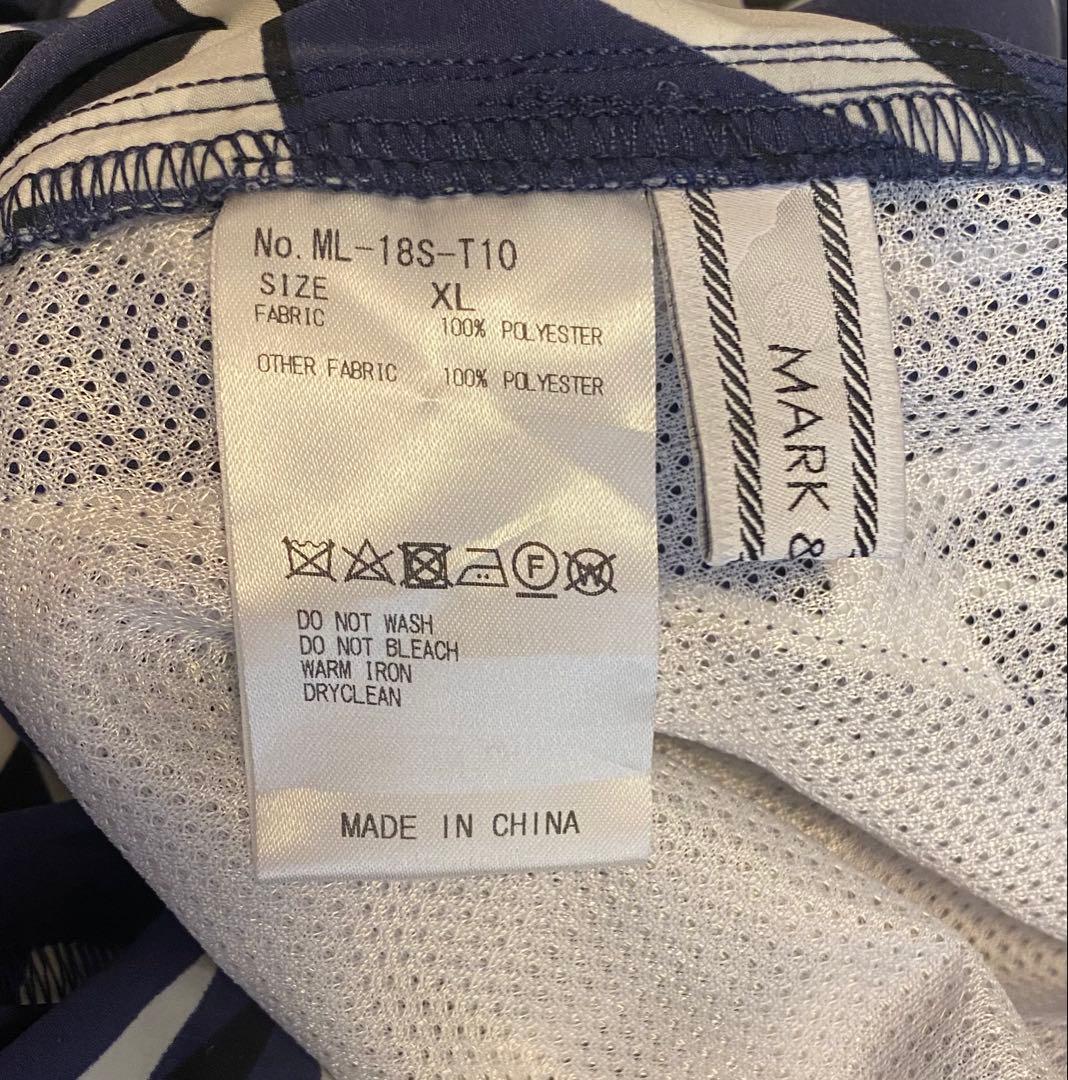 No. ML-18S-T10
SIZE XL
FABRIC 100% POLYESTER
OTHER FABRIC 100% POLYESTER
F W
DO NOT WASH
DO NOT BLEACH
WARM IRON
DRYCLEAN
MADE IN CHINA
MARK &